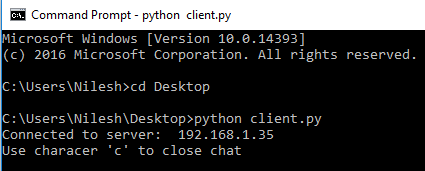 Command Prompt - python  client.py
Microsoft Windows [Version 10.0.14393]
(c) 2016 Microsoft Corporation. All rights reserved.
C:\Users\Nilesh>cd Desktop
C:\Users\Nilesh\Desktop>python client.py
Connected to server:  192.168.1.35
Use characer 'c' to close chat